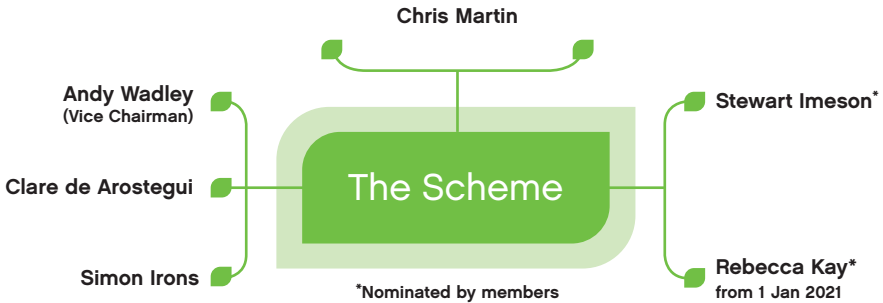 Chris Martin
Andy Wadley
(Vice Chairman)
Stewart Imeson*
Clare de Arostegui
The Scheme
Simon Irons
Rebecca Kay*
from 1 Jan 2021
*Nominated by members